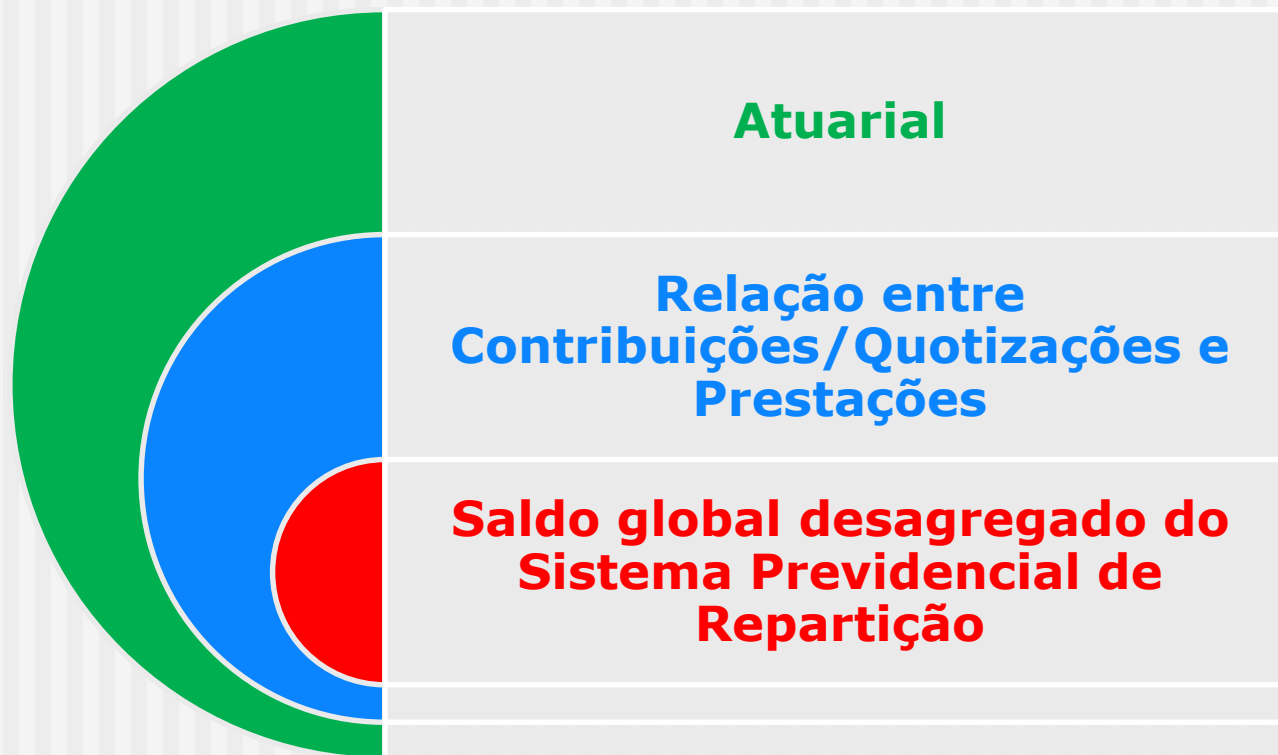 Atuarial
Relação entre
Contribuições/Quotizações e
Prestações
Saldo global desagregado do
Sistema Previdencial de
Repartição